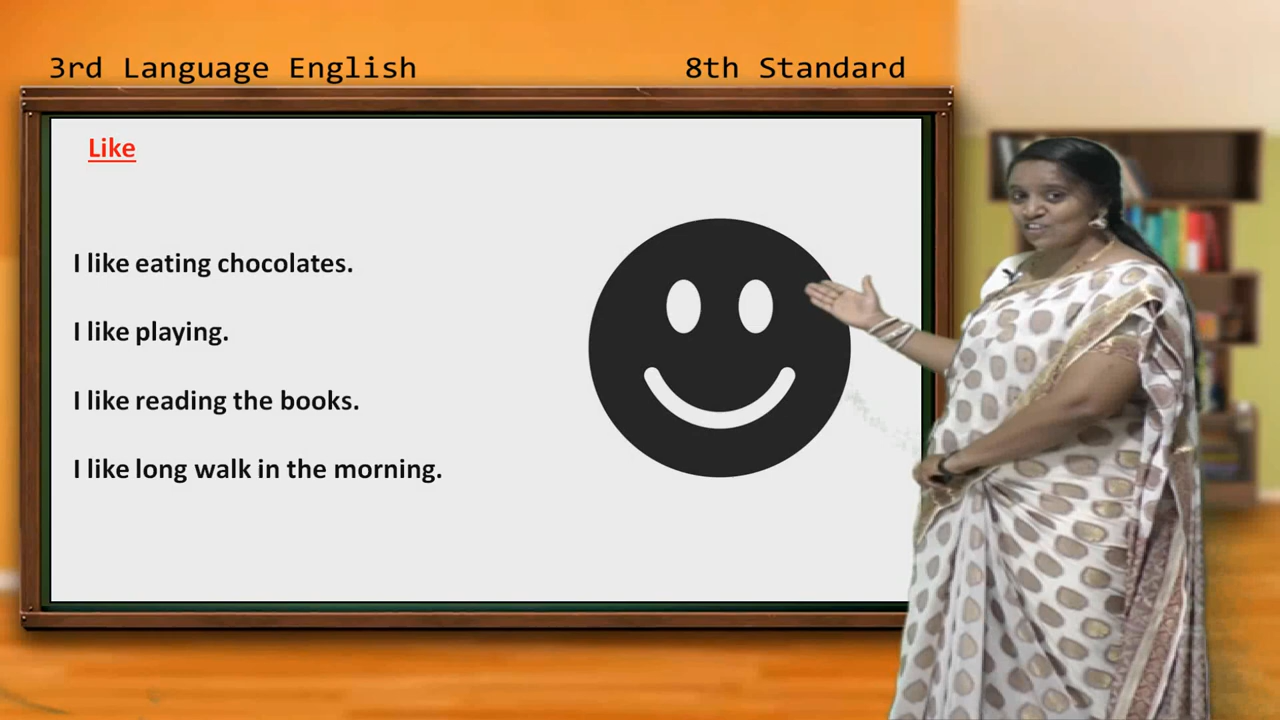 3rd Language English
8th Standard
Like
I like eating chocolates.
I like playing.
I like reading the books.
I like long walk in the morning.